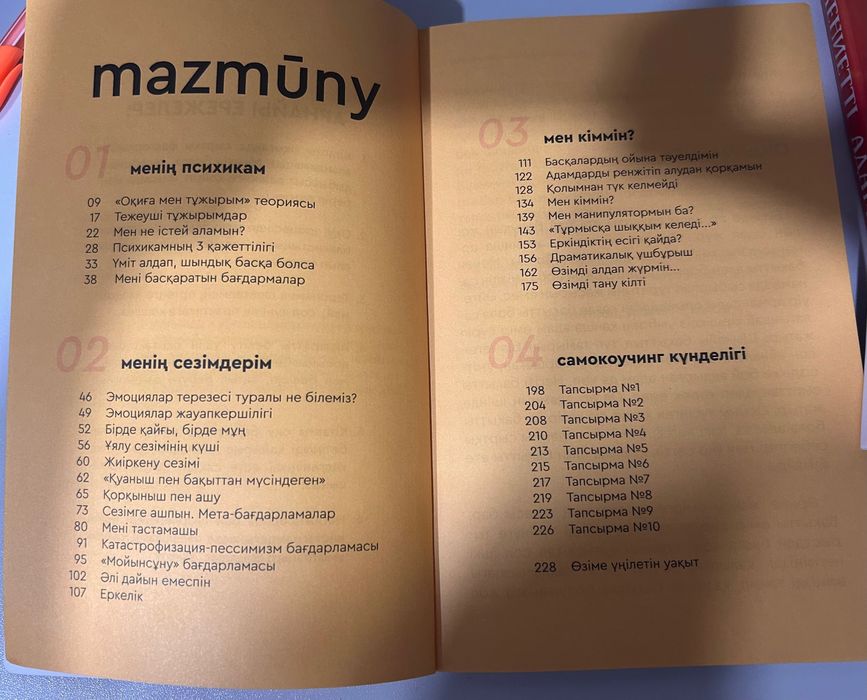 mazmūny
01 менің психикам
09 «Оқиға мен тұжырым» теориясы
17 Тежеуші тұжырымдар
22 Мен не істей аламын?
28 Психикамның 3 қажеттілігі
33 Үміт алдап, шындық басқа болса
38 Мені басқаратын бағдармалар
02 менің сезімдерім
46 Эмоциялар терезесі туралы не білеміз?
49 Эмоциялар жауапкершілігі
52 Бірде қайғы, бірде мұң
56 Ұялу сезімінің күші
60 Жиіркену сезімі
62 «Қуаныш пен бақыттан мүсіндеген»
65 Қорқыныш пен ашу
73 Сезімге ашпын. Мета-бағдарламалар
80 Мені тастамашы
91 Катастрофизация-пессимизм бағдарламасы
95 «Мойынсұну» бағдарламасы
102 Әлі дайын емеспін
107 Еркелік
03 мен кіммін?
111 Басқалардың ойына тәуелдімін
122 Адамдарды ренжітіп алудан қорқамын
128 Қолымнан түк келмейді
134 Мен кіммін?
139 Мен манипулятормын ба?
143 «Тұрмысқа шыққым келеді...»
153 Еркіндіктің есігі қайда?
156 Драматикалық үшбұрыш
162 Өзімді алдап жүрмін...
175 Өзімді тану кілті
04 самокоучинг күнделігі
198 Тапсырма №1
204 Тапсырма №2
208 Тапсырма №3
210 Тапсырма №4
213 Тапсырма №5
215 Тапсырма №6
217 Тапсырма №7
219 Тапсырма №8
223 Тапсырма №9
226 Тапсырма №10
228 Өзіме үңілетін уақыт